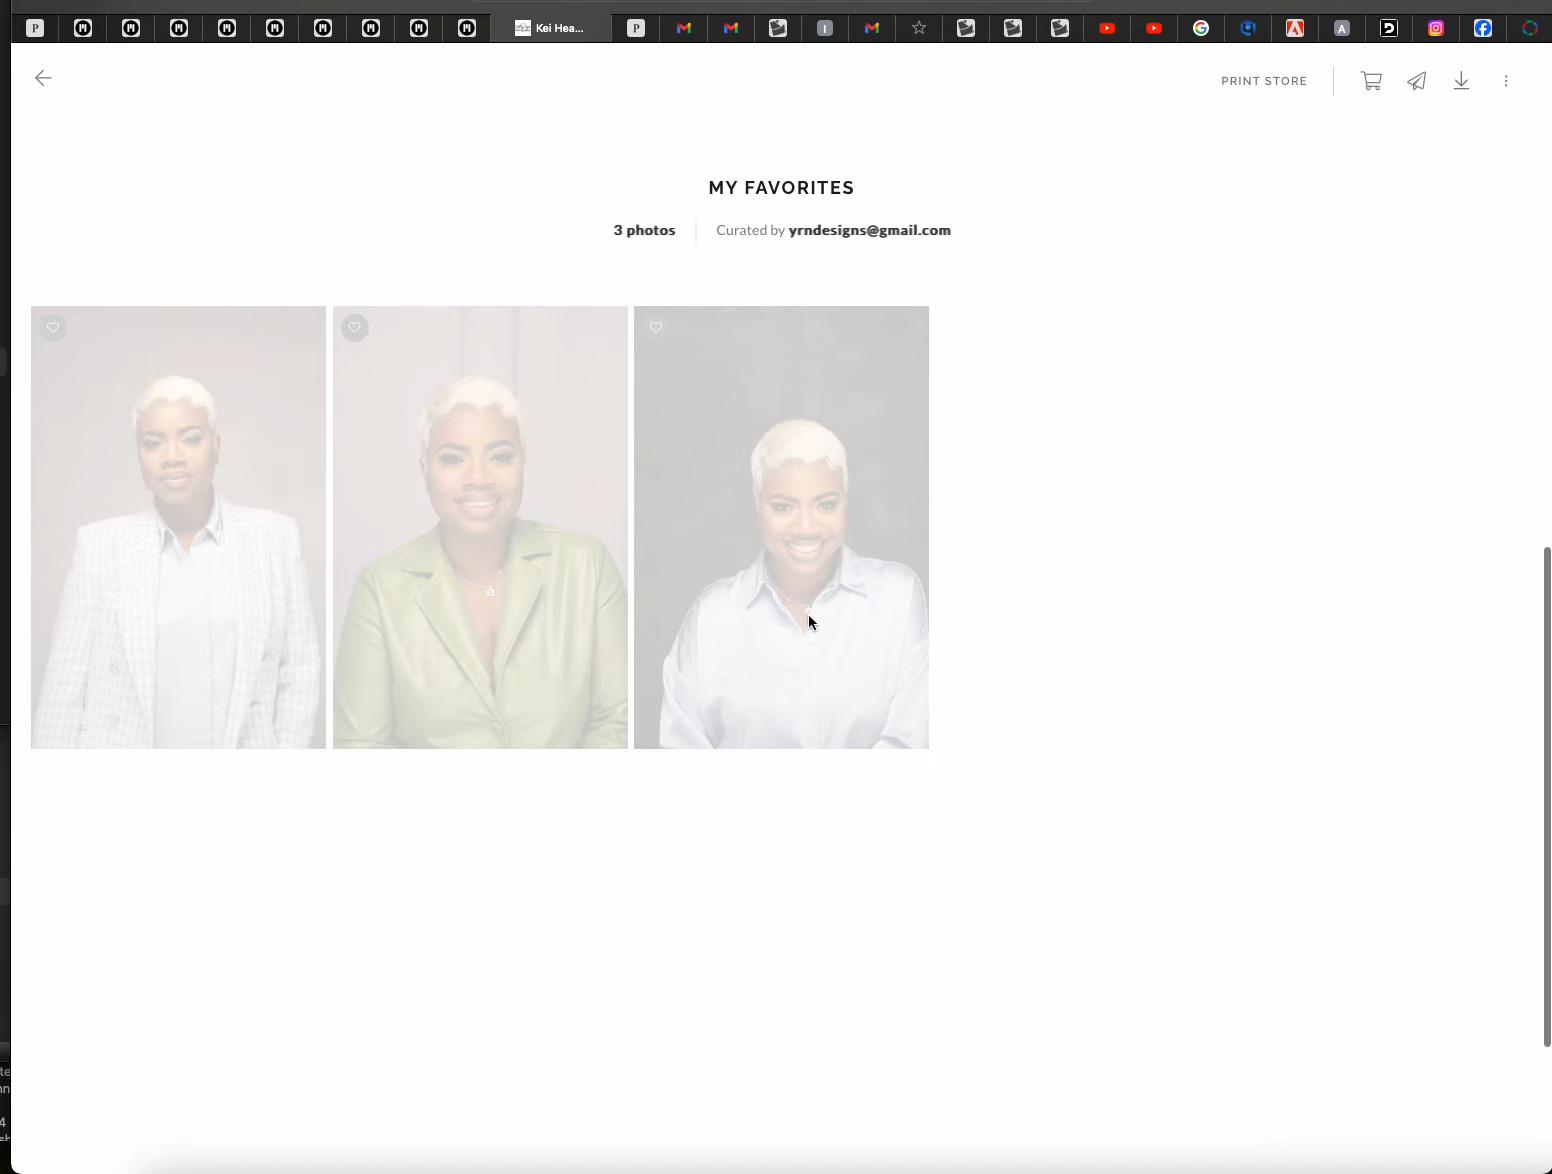 Kei Hea...
PRINT STORE
MY FAVORITES
3 photos
Curated by yrndesigns@gmail.com